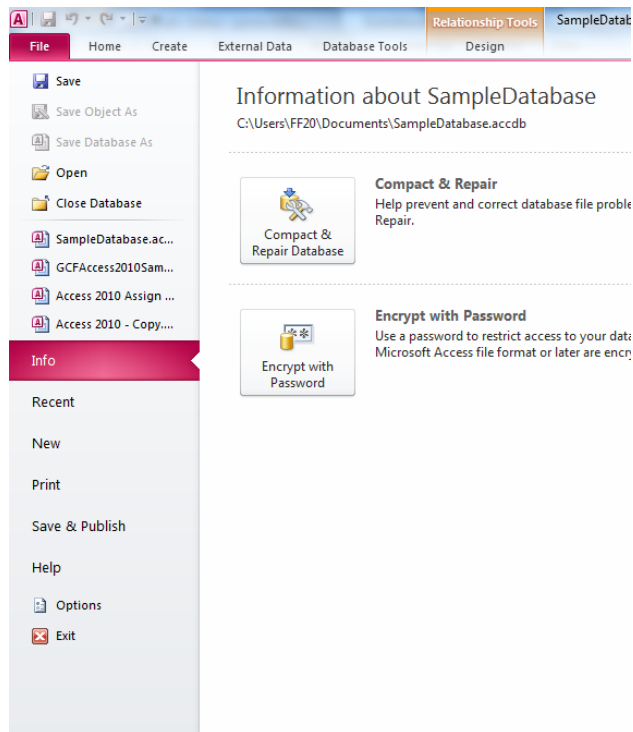 Relationship Tools SampleDatab
File Home Create External Data Database Tools Design
Save
Save Object As
Save Database As
Open
Close Database
SampleDatabase.ac...
GCFAccess2010Sam...
Access 2010 Assign ...
Access 2010 - Copy....
Info
Recent
New
Print
Save & Publish
Help
Options
Exit
Information about SampleDatabase
C:\Users\FF20\Documents\SampleDatabase.accdb
Compact &
Repair Database
Compact & Repair
Help prevent and correct database file proble
Repair.
Encrypt with
Password
Encrypt with Password
Use a password to restrict access to your data
Microsoft Access file format or later are encry